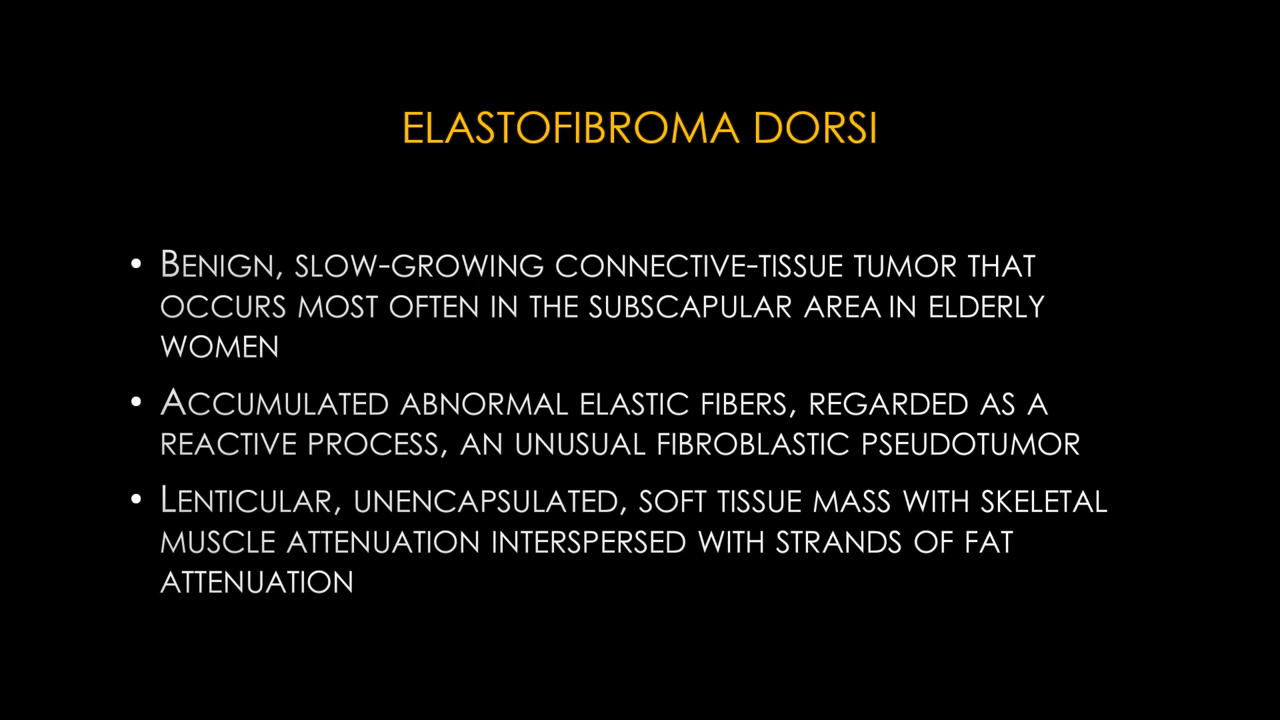 ELASTOFIBROMA DORSI
• BENIGN, SLOW-GROWING CONNECTIVE-TISSUE TUMOR THAT
OCCURS MOST OFTEN IN THE SUBSCAPULAR AREA IN ELDERLY
WOMEN
• ACCUMULATED ABNORMAL ELASTIC FIBERS, REGARDED AS A
REACTIVE PROCESS, AN UNUSUAL FIBROBLASTIC PSEUDOTUMOR
• LENTICULAR, UNENCAPSULATED, SOFT TISSUE MASS WITH SKELETAL
MUSCLE ATTENUATION INTERSPERSED WITH STRANDS OF FAT
ATTENUATION